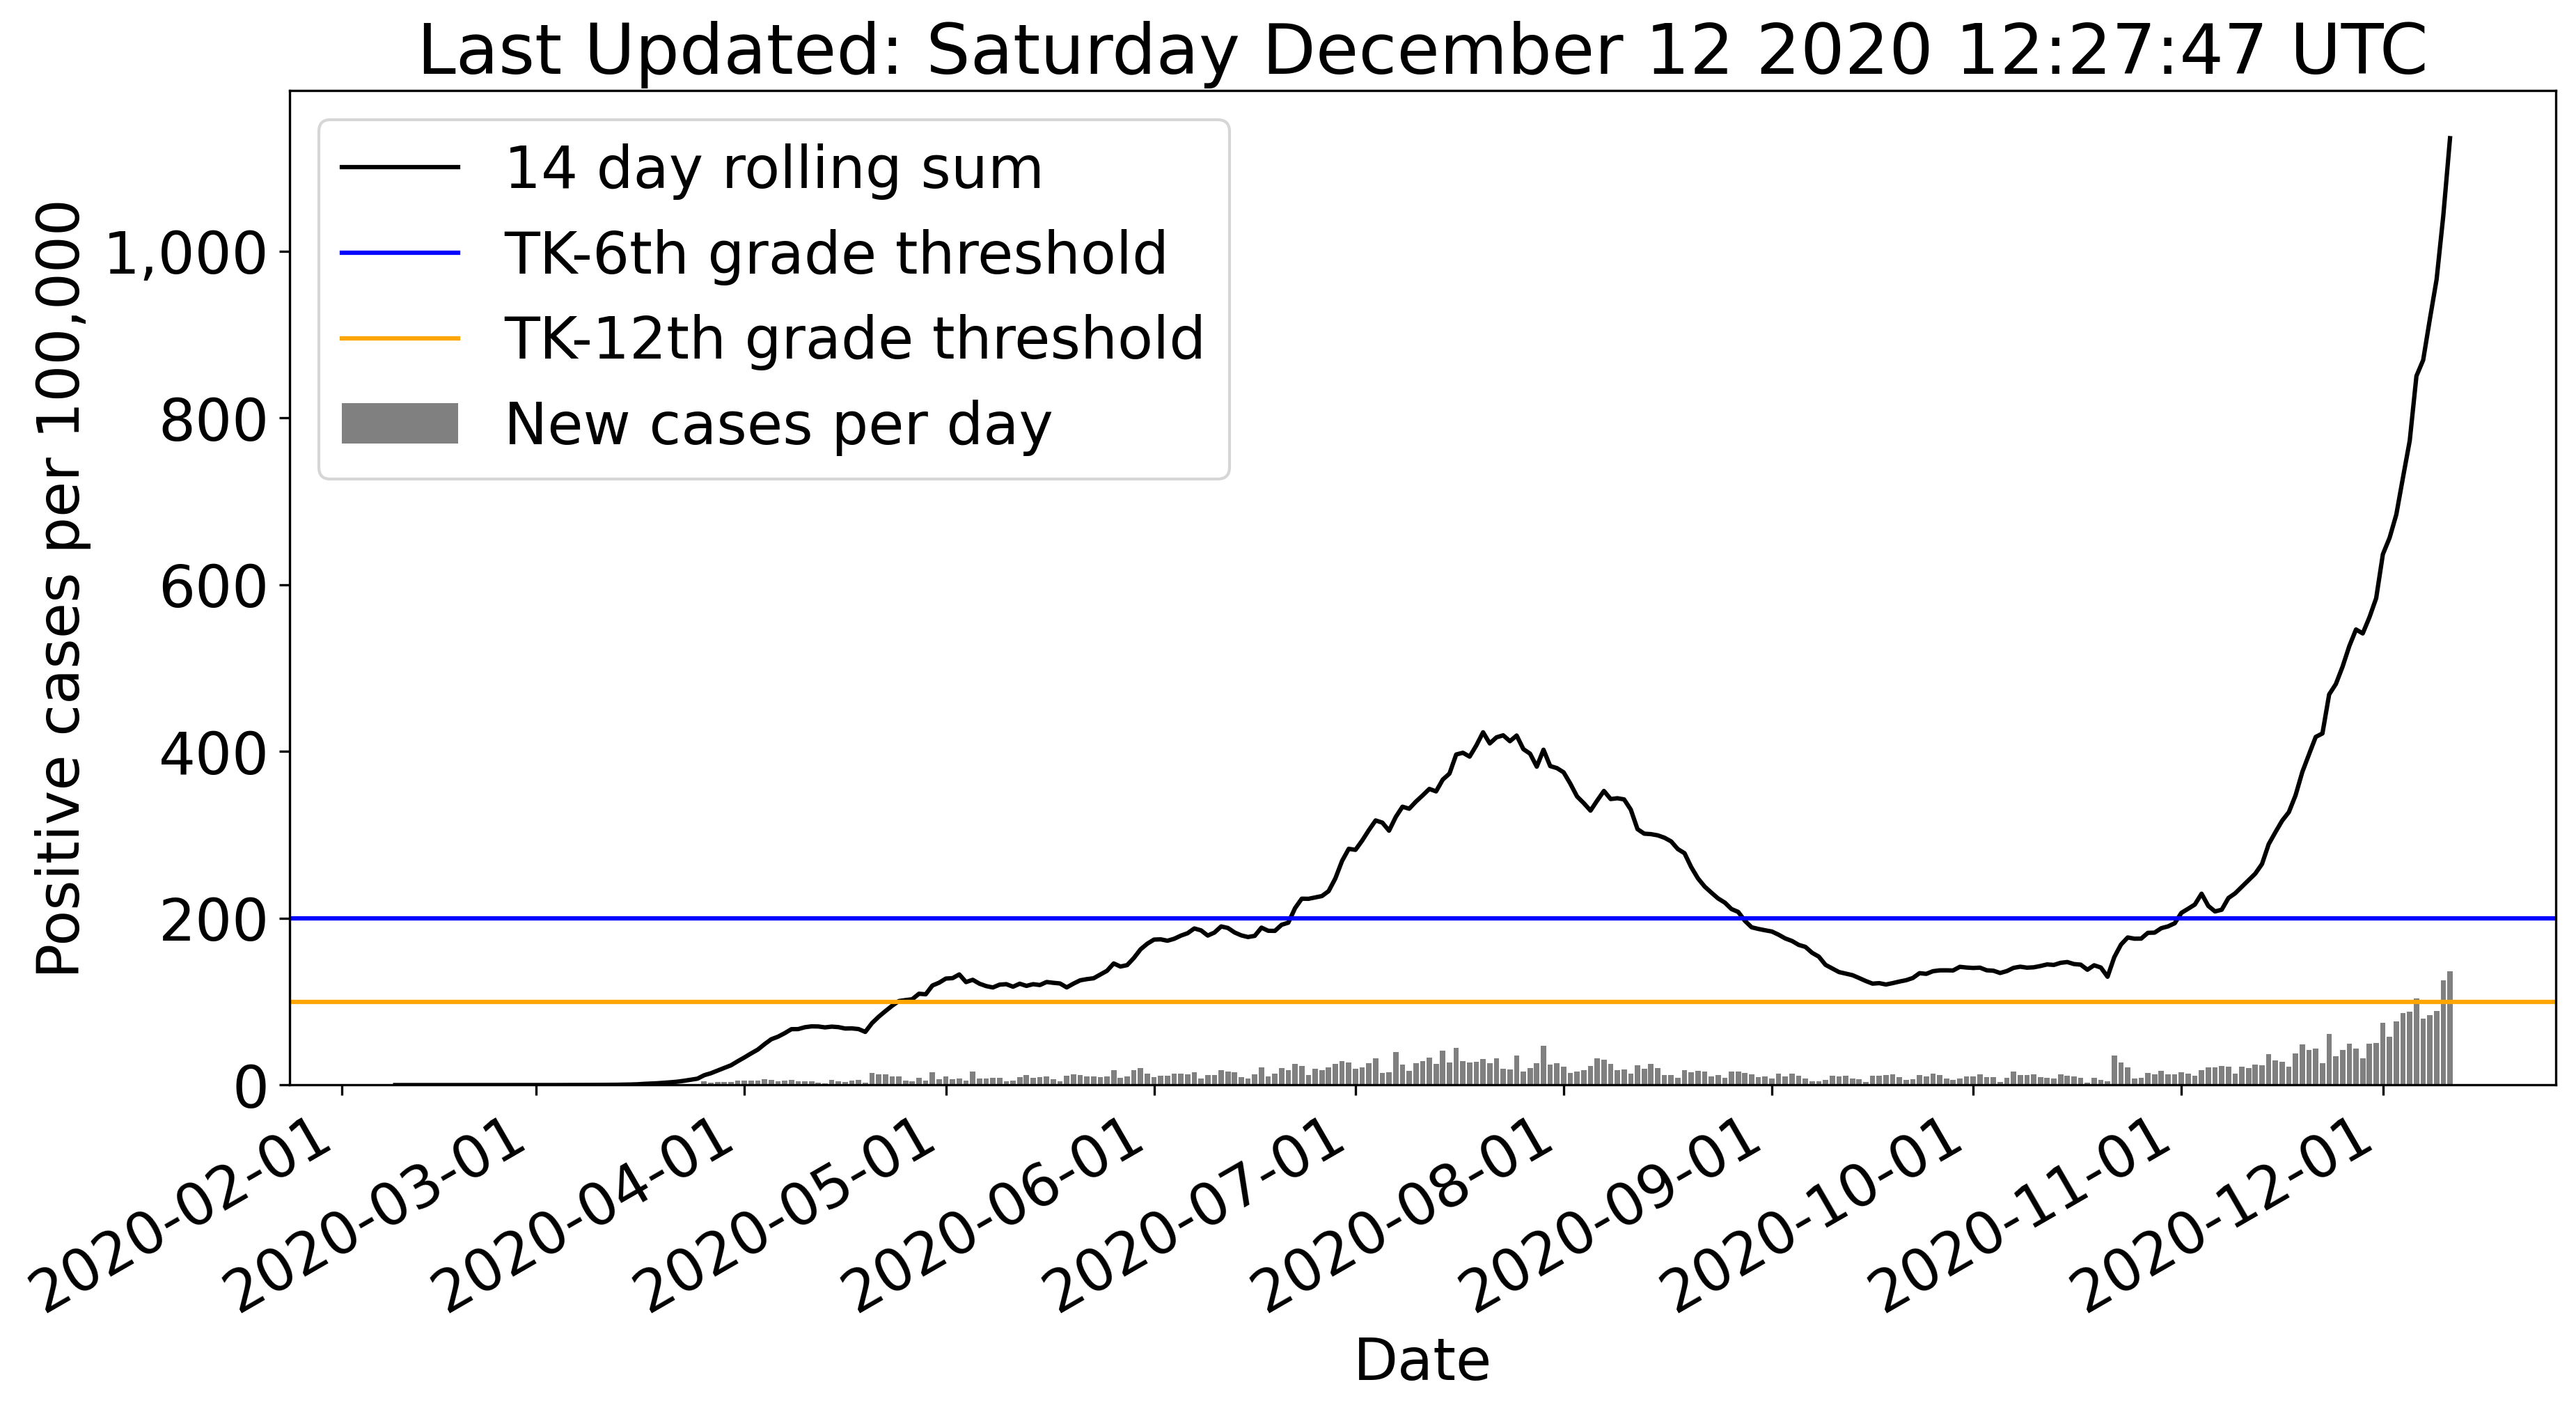 Last Updated: Saturday December 12 2020 12:27:47 UTC
14 day rolling sum
TK-6th grade threshold
TK-12th grade threshold
New cases per day
Positive cases per 100,000
1,000
800
600
400
200
0
2020-02-01
2020-03-01
2020-04-01
2020-05-01
2020-06-01
2020-07-01
2020-08-01
2020-09-01
2020-10-01
2020-11-01
2020-12-01
Date